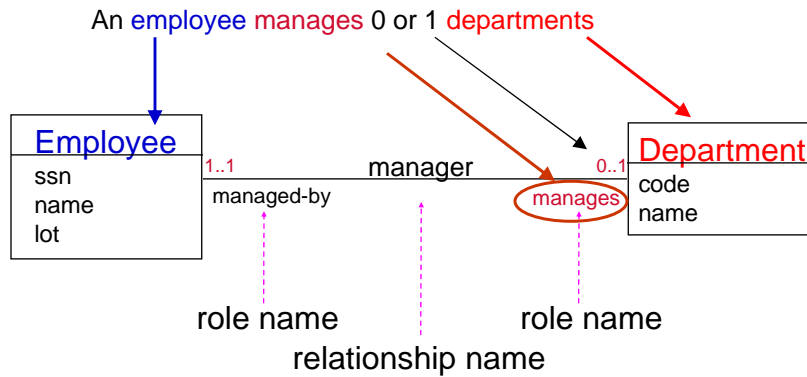 An employee manages 0 or 1 departments
Employee
ssn
name
lot
1..1
managed-by
manager
0..1
manages
Department
code
name
role name
role name
relationship name